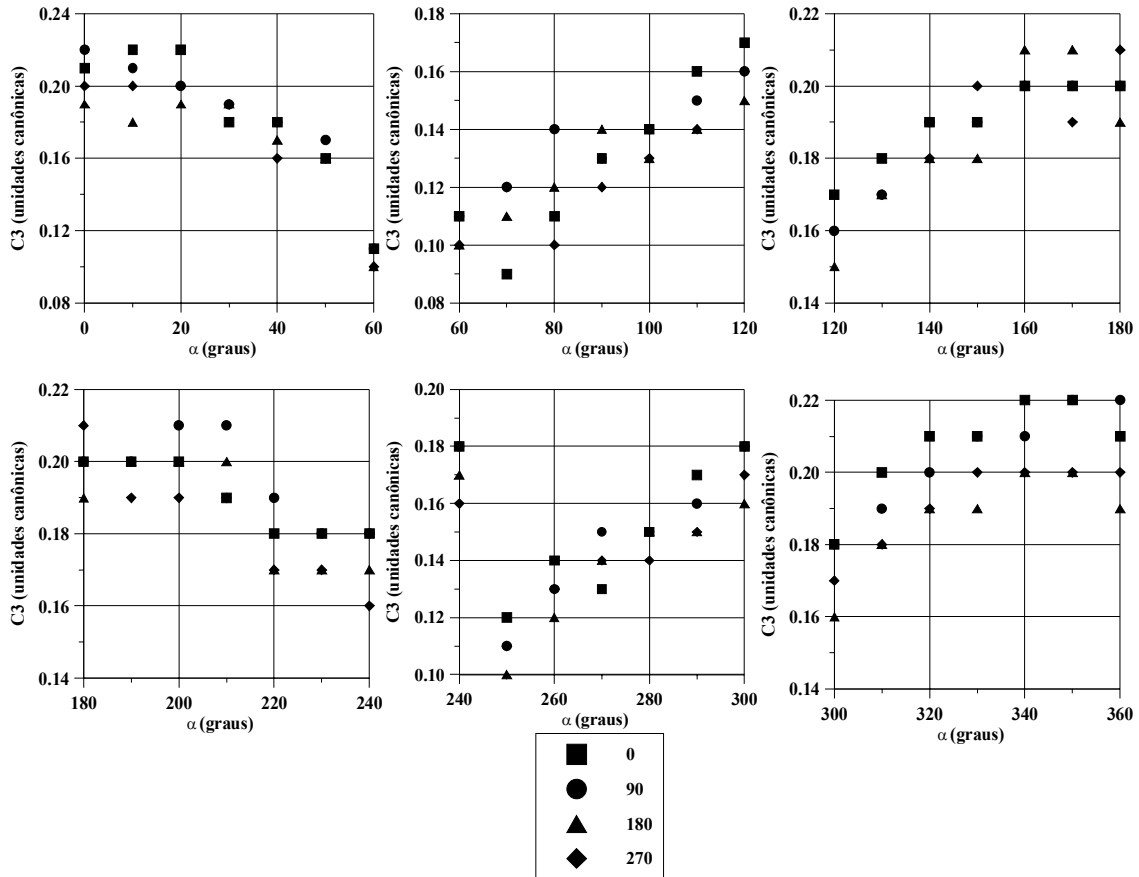 0.24
0.20
0.16
0.12
0.08
C3 (unidades canônicas)
0 20 40 60
α (graus)
0.18
0.16
0.14
0.12
0.10
0.08
C3 (unidades canônicas)
60 80 100 120
α (graus)
0.22
0.20
0.18
0.16
0.14
C3 (unidades canônicas)
120 140 160 180
α (graus)
0.22
0.20
0.18
0.16
0.14
C3 (unidades canônicas)
180 200 220 240
α (graus)
0.20
0.18
0.16
0.14
0.12
0.10
C3 (unidades canônicas)
240 260 280 300
α (graus)
0.22
0.20
0.18
0.16
0.14
C3 (unidades canônicas)
300 320 340 360
α (graus)
0
90
180
270